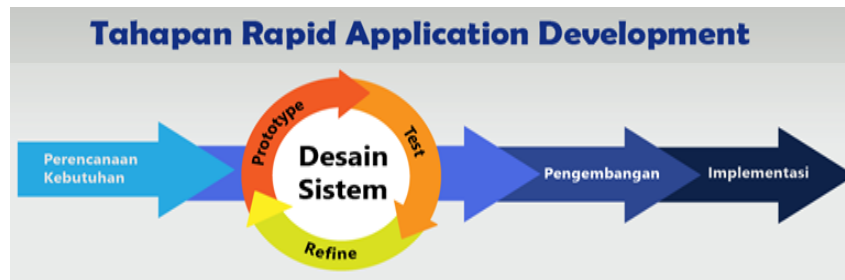 Tahapan Rapid Application Development
Perencanaan
Kebutuhan
Prototype
Test
Desain
Sistem
Refine
Pengembangan
Implementasi